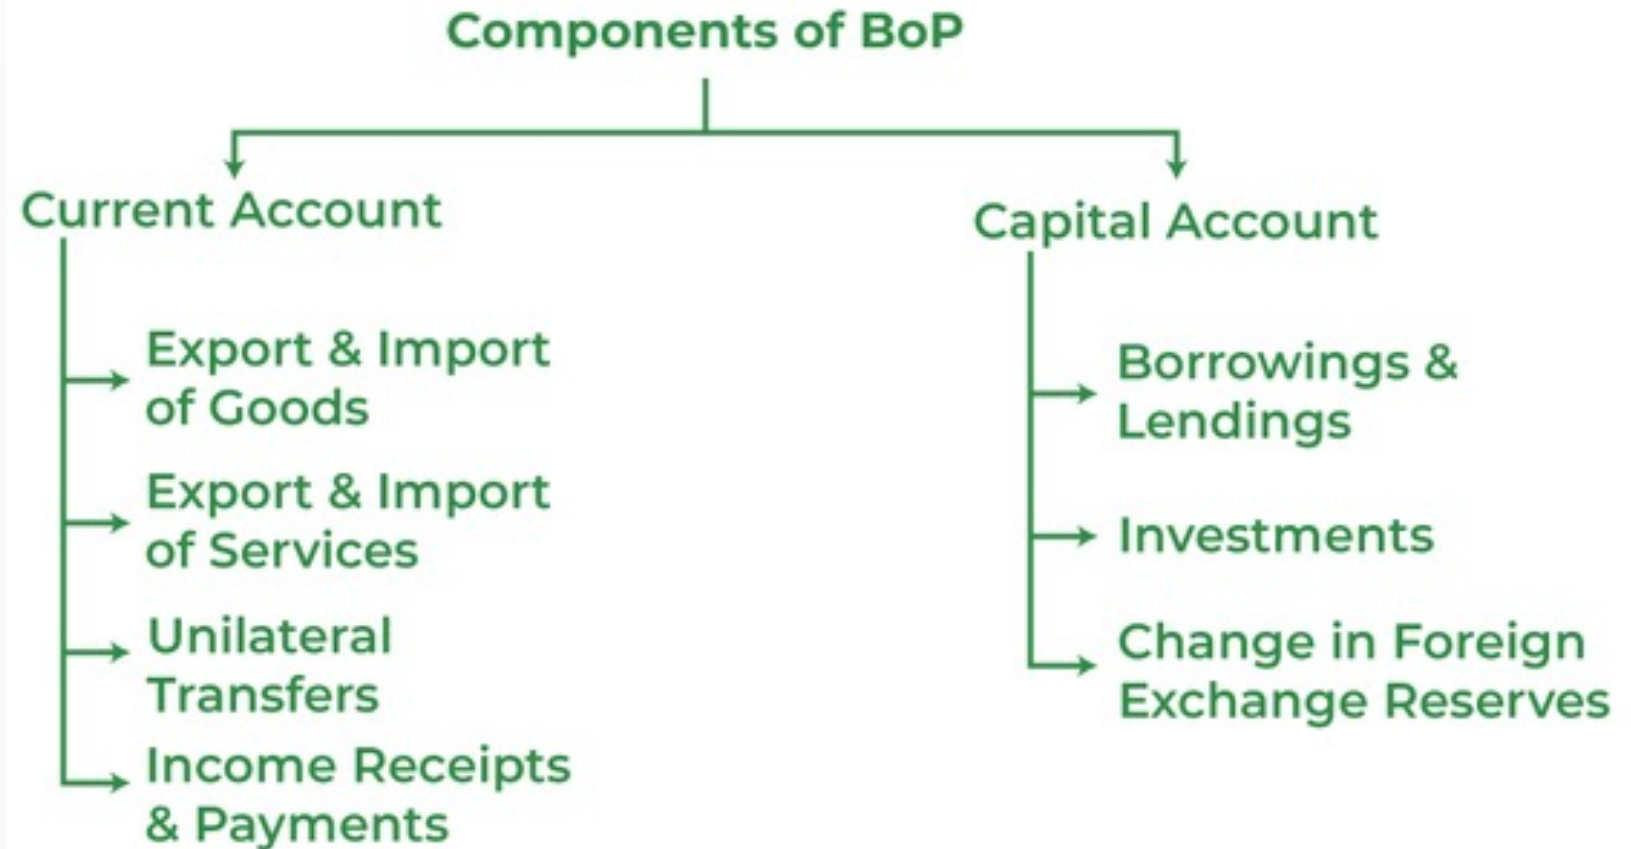 Components of BoP
Current Account
Export & Import
of Goods
Export & Import
of Services
Unilateral
Transfers
Income Receipts
& Payments
Capital Account
Borrowings &
Lendings
Investments
Change in Foreign
Exchange Reserves